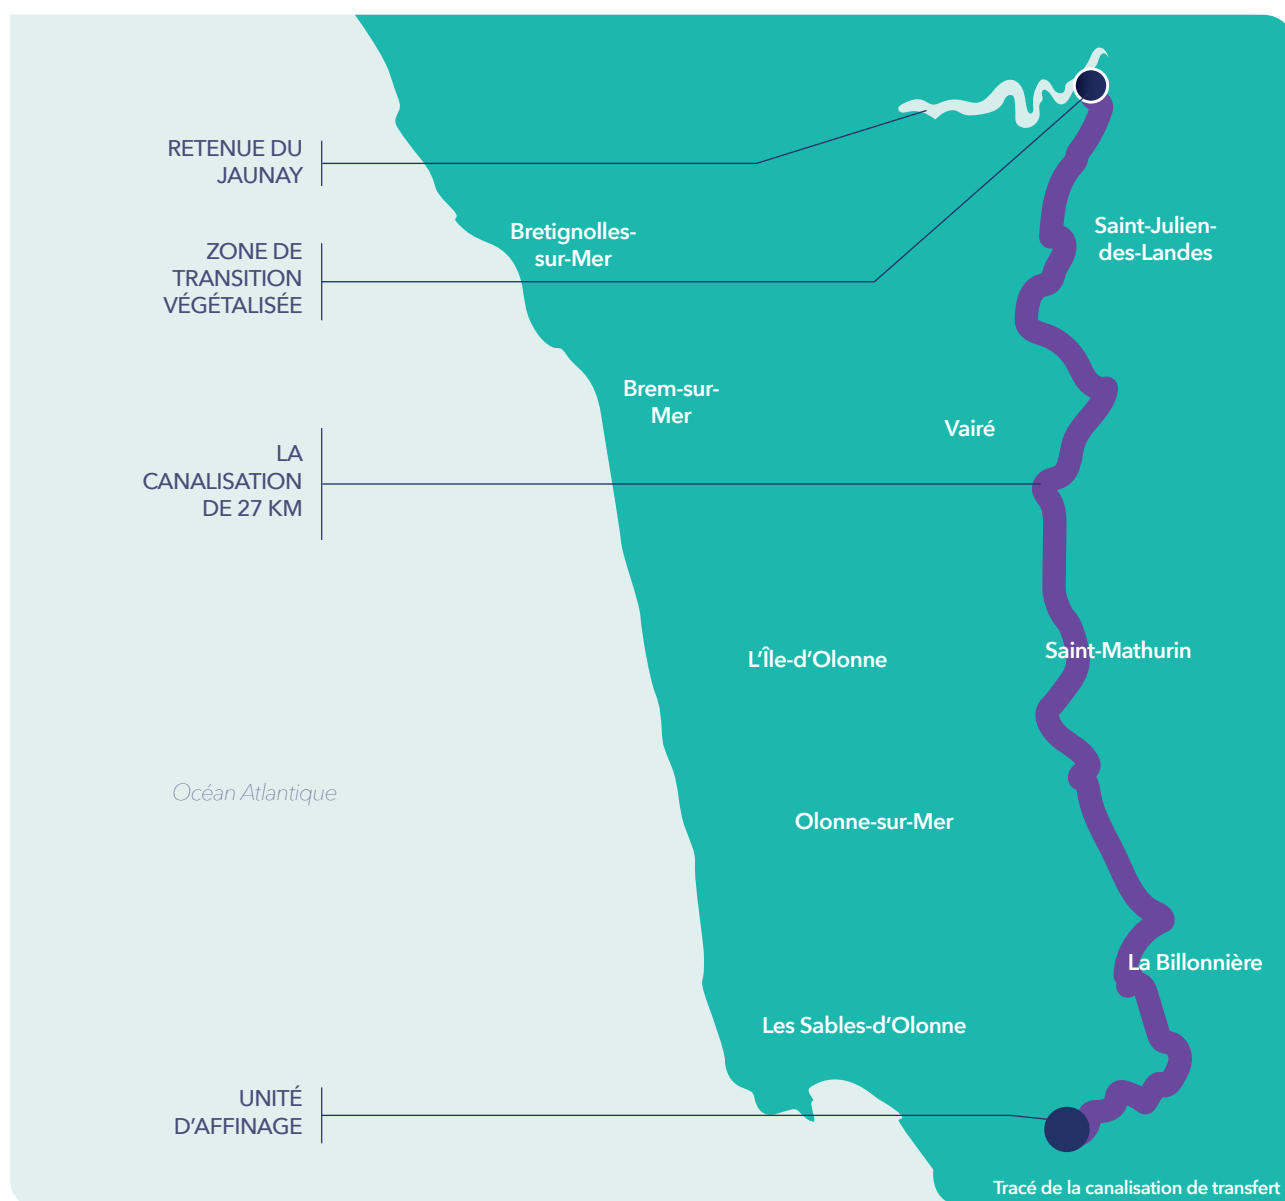 RETENUE DU
JAUNAY
Bretignolles-
sur-Mer
Saint-Julien-
des-Landes
ZONE DE
TRANSITION
VÉGÉTALISÉE
Brem-sur-
Mer
Vairé
LA
CANALISATION
DE 27 KM
L'Île-d'Olonne
Saint-Mathurin
Océan Atlantique
Olonne-sur-Mer
La Billonnière
Les Sables-d'Olonne
UNITÉ
D'AFFINAGE
Tracé de la canalisation de transfert